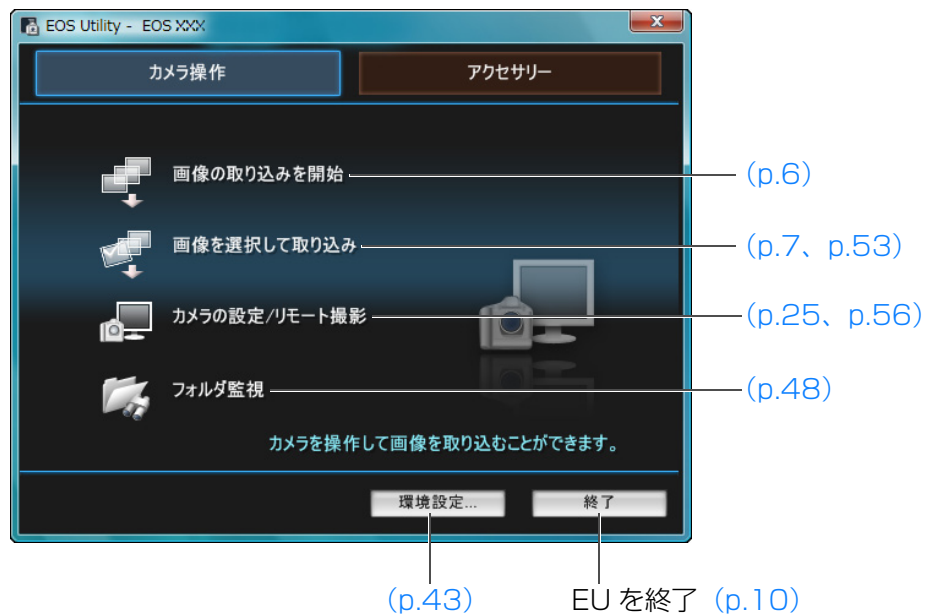 EOS Utility - EOS XXX
カメラ操作
アクセサリー
画像の取り込みを開始
(p.6)
画像を選択して取り込み
(p.7、p.53)
カメラの設定/リモート撮影
(p.25、p.56)
フォルダ監視
(p.48)
カメラを操作して画像を取り込むことができます。
環境設定...
終了
(p.43)
EU を終了 (p.10)